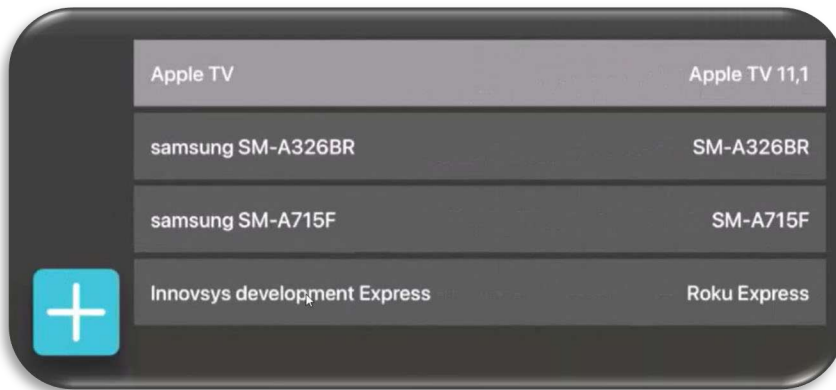 Apple TV Apple TV 11,1
samsung SM-A326BR SM-A326BR
samsung SM-A715F SM-A715F
Innovsys development Express Roku Express